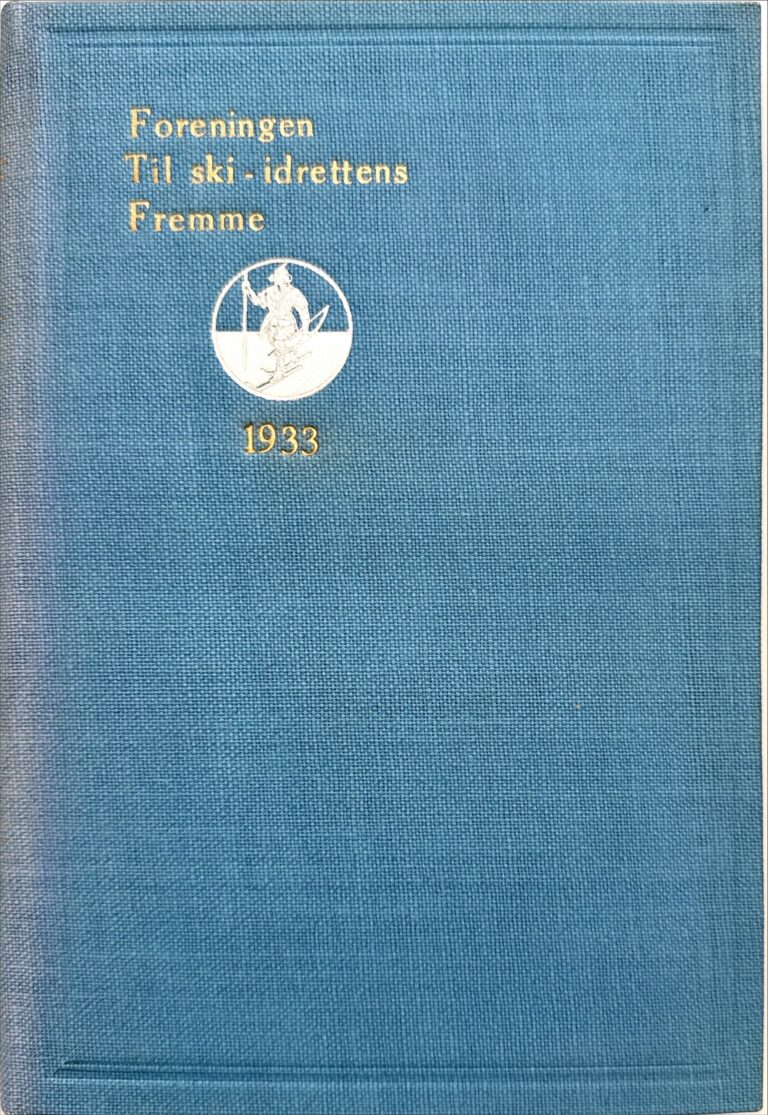 Foreningen
Til ski-idrettens
Fremme
1933